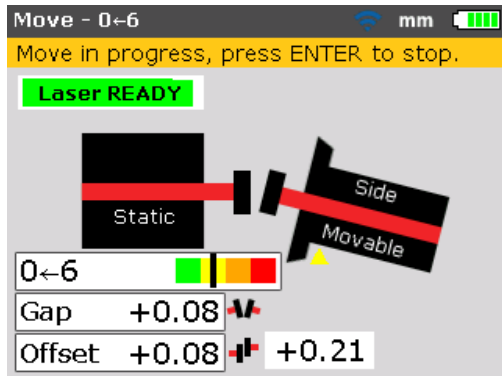 Move - 0←6 mm
Move in progress, press ENTER to stop.
Laser READY
Static
Side
Movable
0←6
Gap +0.08
Offset +0.08 +0.21